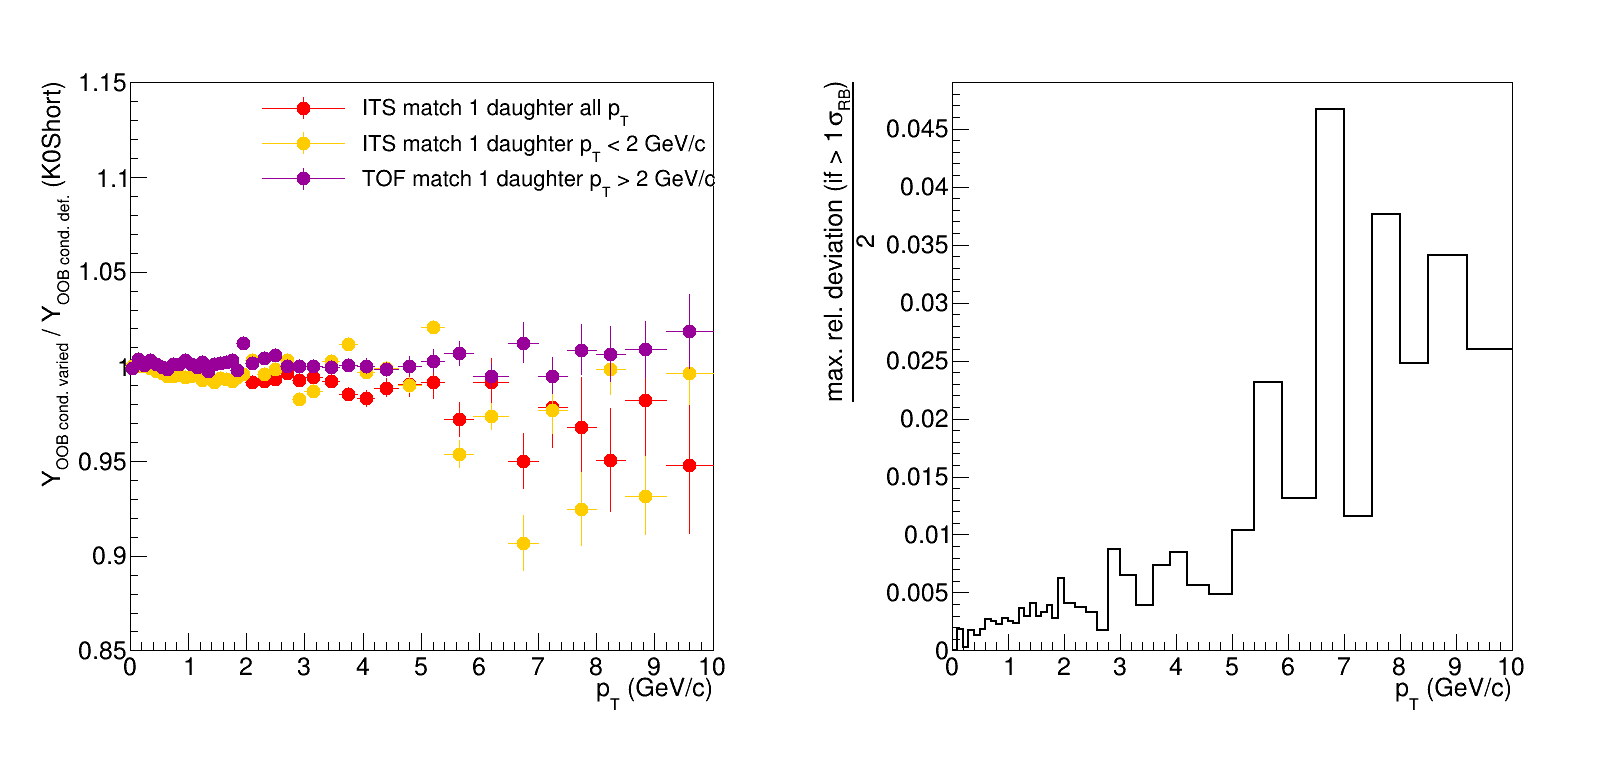 Y_OOB cond. varied / Y_OOB cond. def. (K0Short)
1.15
1.1
1.05
1
0.95
0.9
0.85
ITS match 1 daughter all p_T
ITS match 1 daughter p_T < 2 GeV/c
TOF match 1 daughter p_T > 2 GeV/c
0 1 2 3 4 5 6 7 8 9 10
p_T (GeV/c)
max. rel. deviation (if > 1σ_RB)
2
0.045
0.04
0.035
0.03
0.025
0.02
0.015
0.01
0.005
0
0 1 2 3 4 5 6 7 8 9 10
p_T (GeV/c)